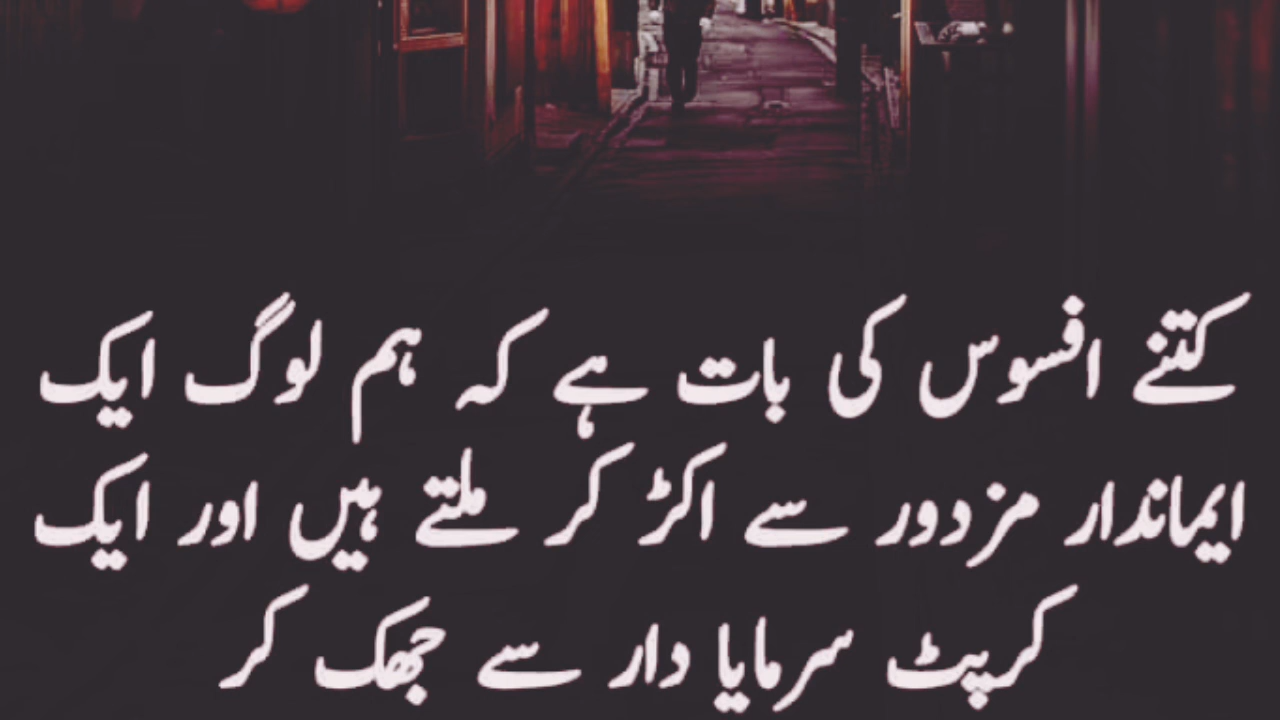 کتنے افسوس کی بات ہے کہ ہم لوگ ایک
ایماندار مزدور سے اکڑ کر ملتے ہیں اور ایک
کرپٹ سرمایا دار سے جھک کر